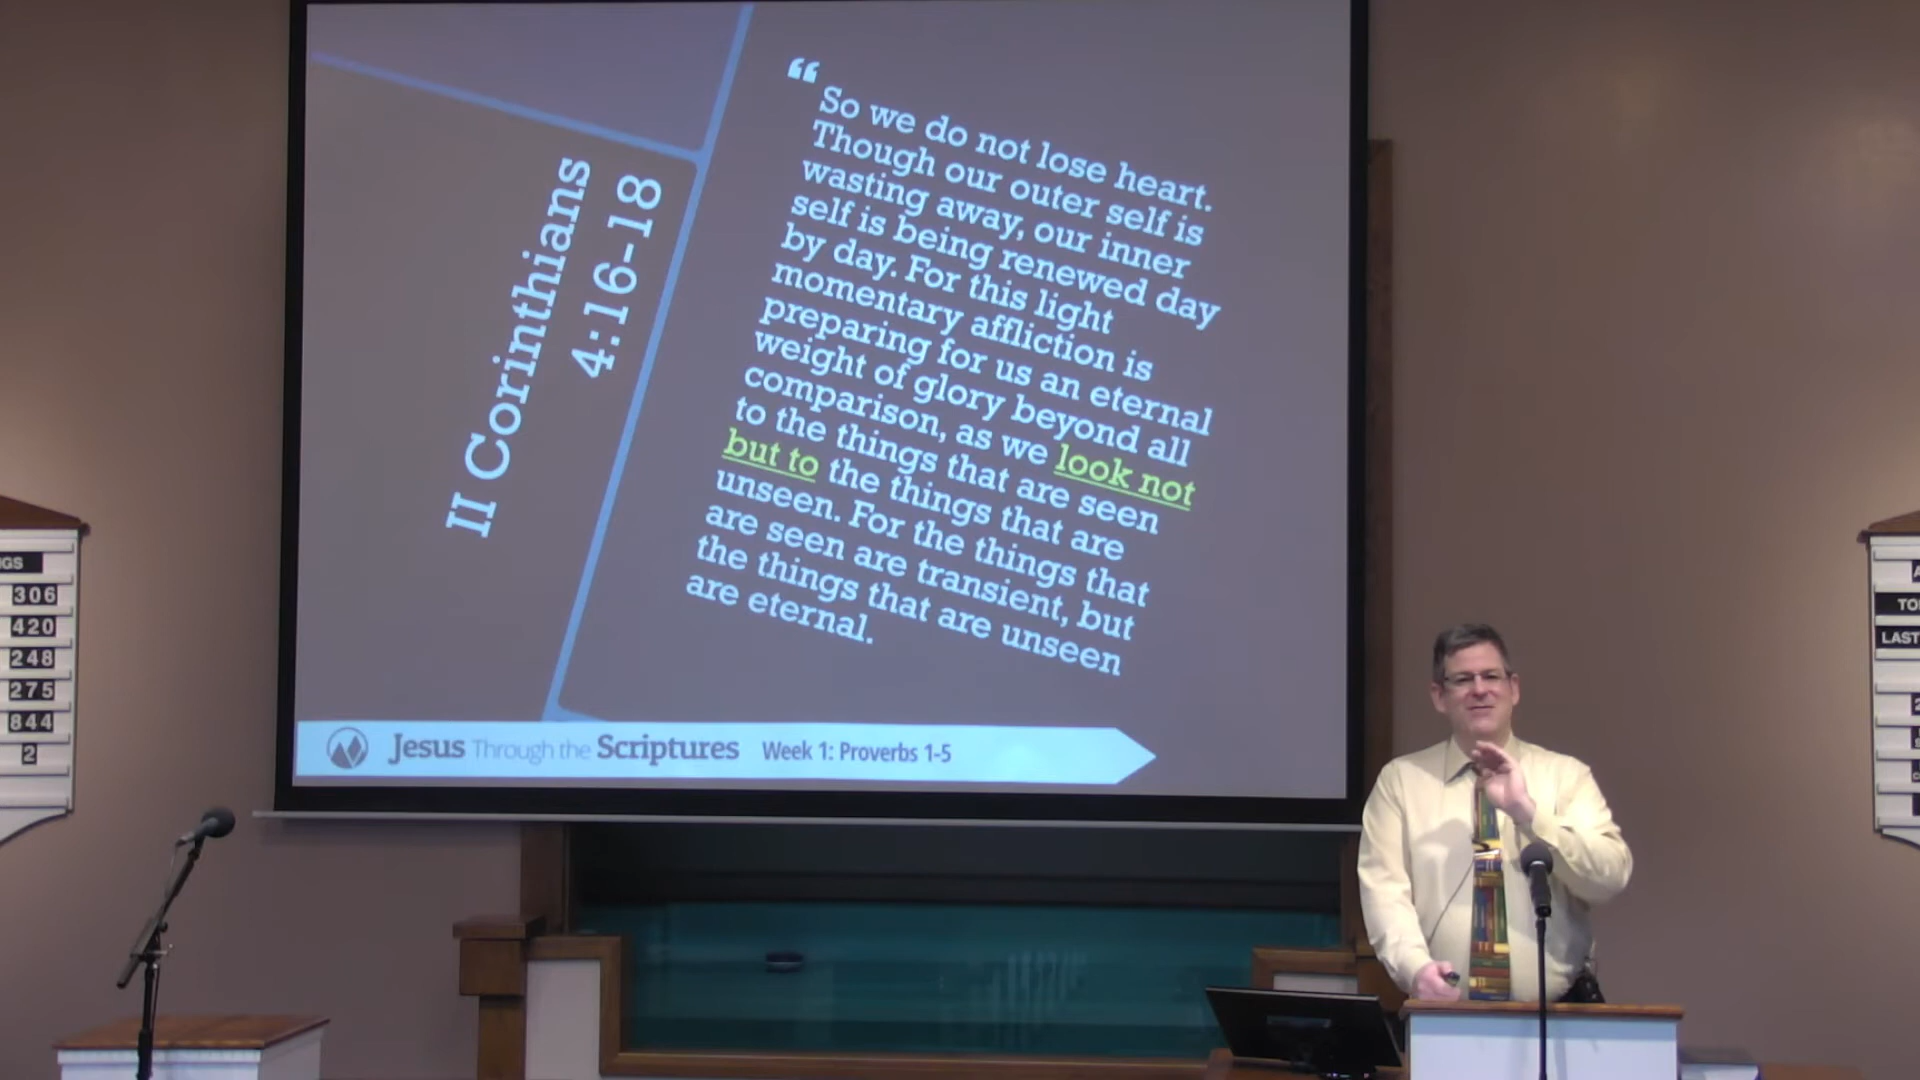 II Corinthians
4:16-18
“
So we do not lose heart.
Though our outer self is
wasting away, our inner
self is being renewed day
by day. For this light
momentary affliction is
preparing for us an eternal
weight of glory beyond all
comparison, as we look not
to the things that are seen
but to the things that are
unseen. For the things that
are seen are transient, but
the things that are unseen
are eternal.
Jesus Through the Scriptures Week 1: Proverbs 1-5
GS
306
420
248
275
844
2
TO
LAST